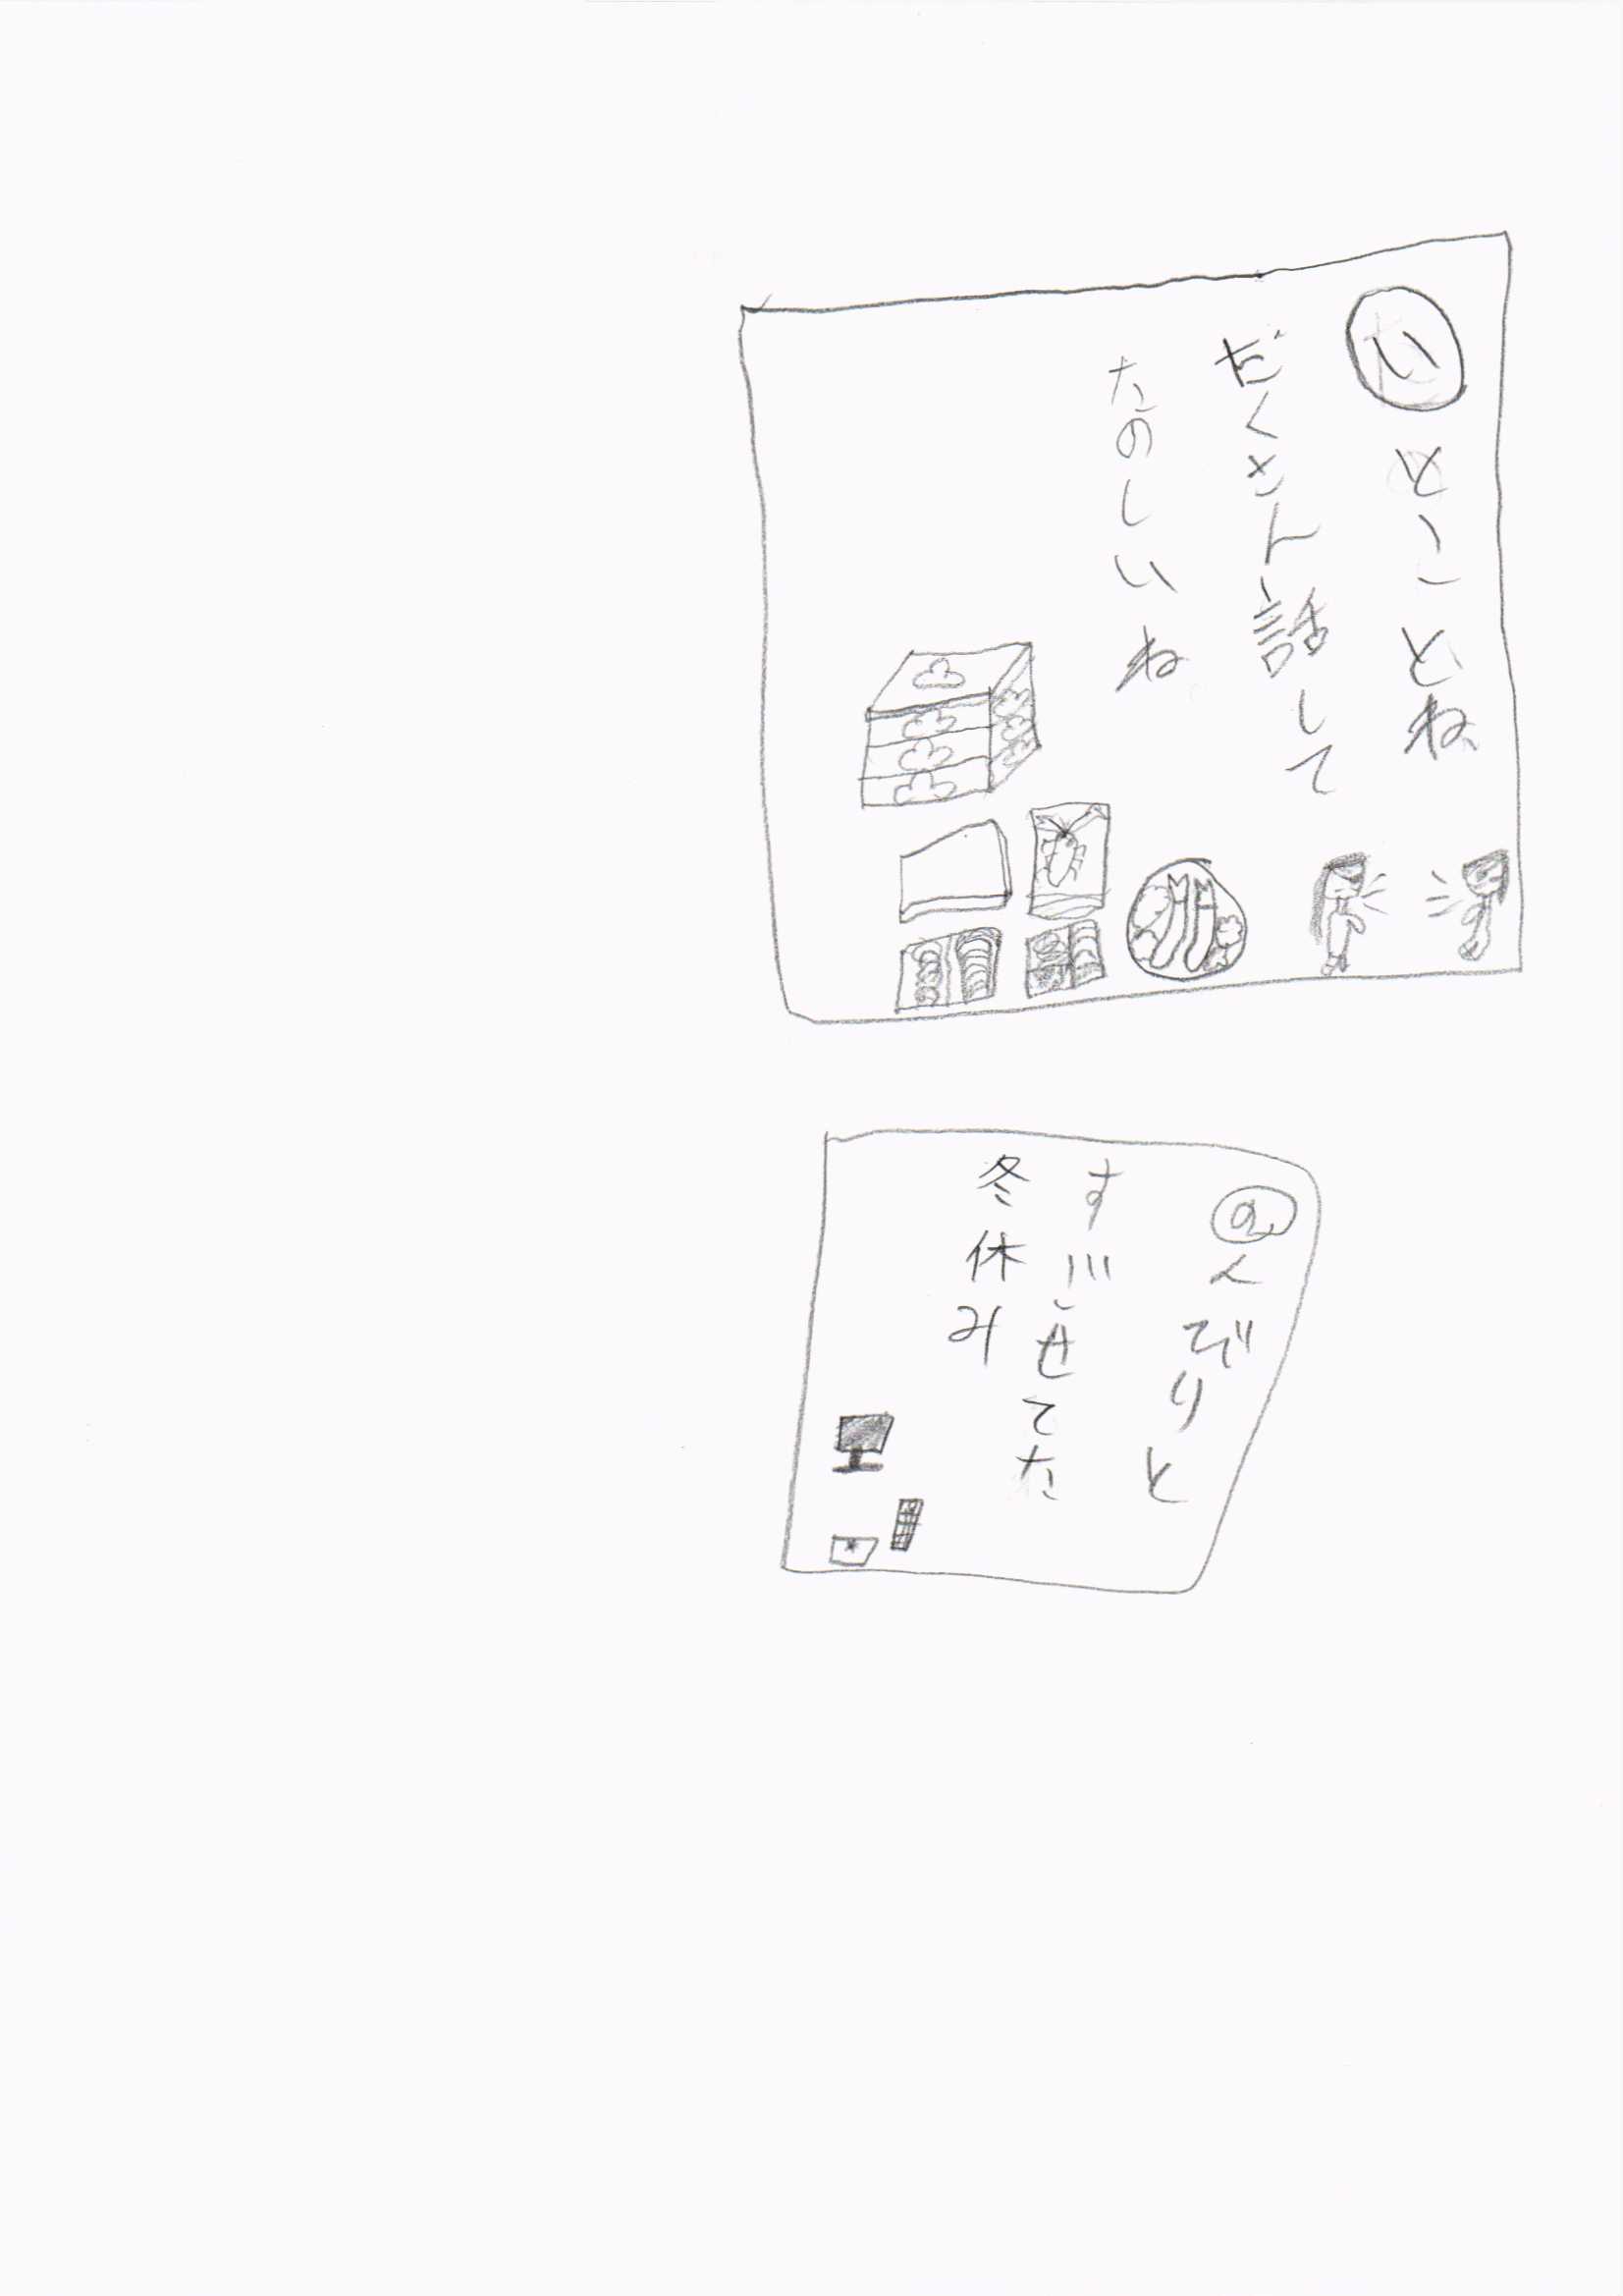 いとことね
だくさん話して
たのしいね
のんびりと
すごせてた
冬休み